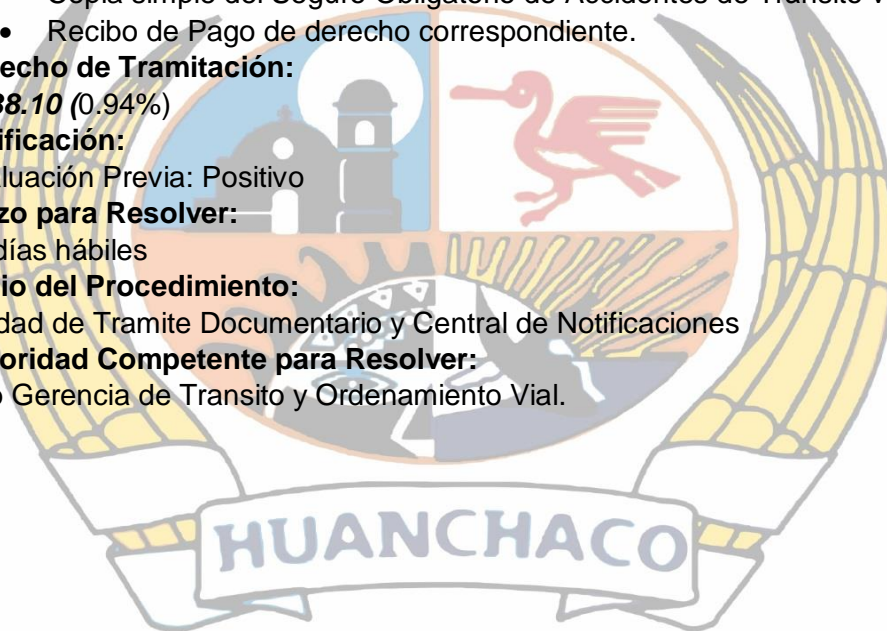 Copia simple del Seguro Obligatorio de Accidentes de Tránsito
• Recibo de Pago de derecho correspondiente.
echo de Tramitación:
38.10 (0.94%)
ificación:
luación Previa: Positivo
zo para Resolver:
días hábiles
io del Procedimiento:
dad de Tramite Documentario y Central de Notificaciones
oridad Competente para Resolver:
Gerencia de Transito y Ordenamiento Vial.
HUANCHACO